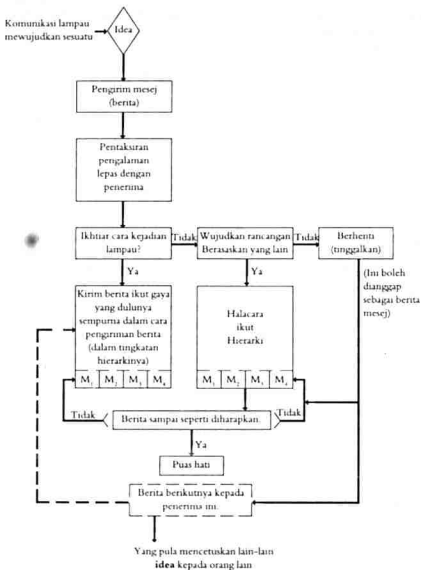 Komunikasi lampau
mewujudkan sesuatu
Idea
Pengirim mesej
(berita)
Pentaksiran
pengalaman
lepas dengan
penerima
Ikhtiar cara kejadian
lampau?
Tidak
Wujudkan rancangan
Berasaskan yang lain
Tidak
Berhenti
(tinggalkan)
Ya
Ya
(Ini boleh
dianggap
sebagai berita
mesej)
Kirim berita ikut gaya
yang dulunya
sempurna dalam cara
pengiriman berita
(dalam tingkatan
hierarkinya)
Halacara
ikut
Hierarki
M₁ M₂ M₃ M₄
M₁ M₂ M₃ M₄
Tidak
Berita sampai seperti diharapkan.
Tidak
Ya
Puas hati
Berita berikutnya kepada
penerima ini.
Yang pula mencetuskan lain-lain
idea kepada orang lain